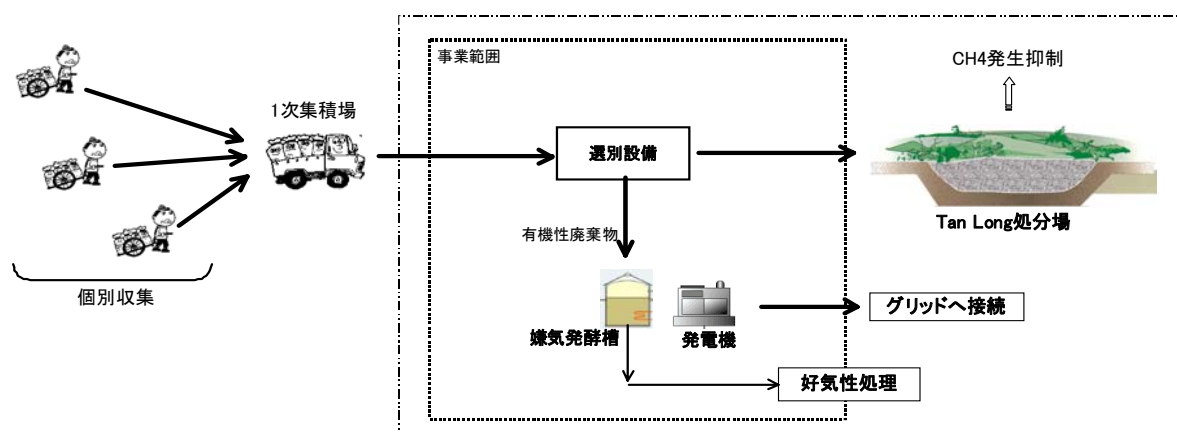 事業範囲
CH4発生抑制
1次集積場
選別設備
Tan Long処分場
有機性廃棄物
個別収集
グリッドへ接続
嫌気発酵槽
発電機
好気性処理